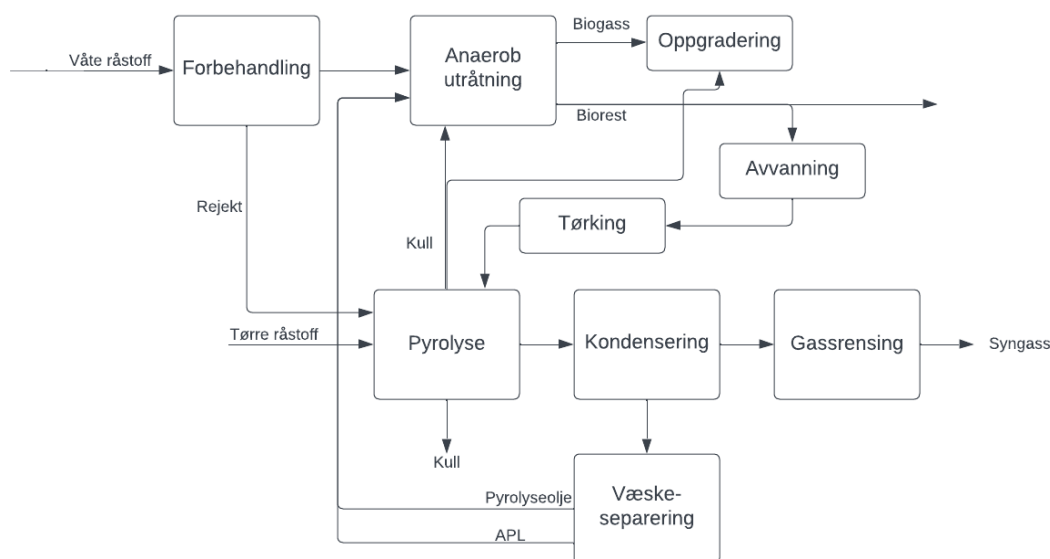 Våte råstoff
Forbehandling
Anaerob
utråtning
Biogass
Oppgradering
Biorest
Avvanning
Rejekt
Kull
Tørking
Tørre råstoff
Pyrolyse
Kondensering
Gassrensing
Syngass
Kull
Pyrolyseolje
APL
Væske-
separering